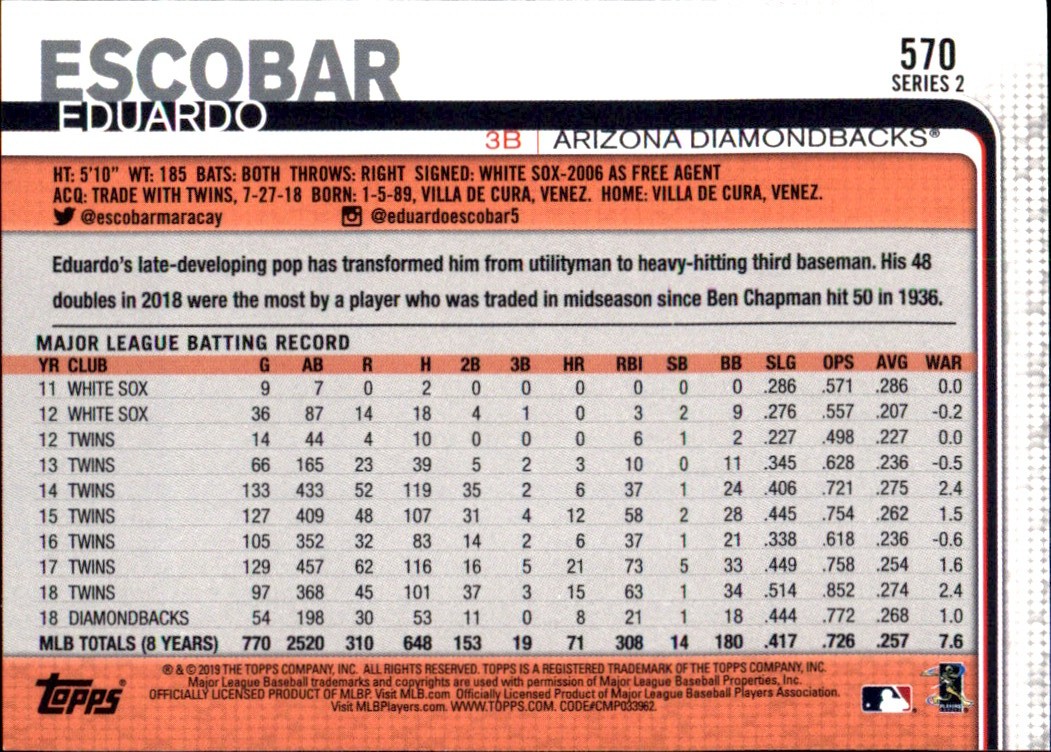 ESCOBAR
EDUARDO
570
SERIES 2
3B | ARIZONA DIAMONDBACKS®
HT: 5'10" WT: 185 BATS: BOTH THROWS: RIGHT SIGNED: WHITE SOX-2006 AS FREE AGENT
ACQ: TRADE WITH TWINS, 7-27-18 BORN: 1-5-89, VILLA DE CURA, VENEZ. HOME: VILLA DE CURA, VENEZ.
@escobarmaracay @eduardoescobar5
Eduardo's late-developing pop has transformed him from utilityman to heavy-hitting third baseman. His 48
doubles in 2018 were the most by a player who was traded in midseason since Ben Chapman hit 50 in 1936.
MAJOR LEAGUE BATTING RECORD
YR CLUB G AB R H 2B 3B HR RBI SB BB SLG OPS AVG WAR
11 WHITE SOX 9 7 0 2 0 0 0 0 0 0 .286 .571 .286 0.0
12 WHITE SOX 36 87 14 18 4 1 0 3 2 9 .276 .557 .207 -0.2
12 TWINS 14 44 4 10 0 0 0 6 1 2 .227 .498 .227 0.0
13 TWINS 66 165 23 39 5 2 3 10 0 11 .345 .628 .236 -0.5
14 TWINS 133 433 52 119 35 2 6 37 1 24 .406 .721 .275 2.4
15 TWINS 127 409 48 107 31 4 12 58 2 28 .445 .754 .262 1.5
16 TWINS 105 352 32 83 14 2 6 37 1 21 .338 .618 .236 -0.6
17 TWINS 129 457 62 116 16 5 21 73 5 33 .449 .758 .254 1.6
18 TWINS 97 368 45 101 37 3 15 63 1 34 .514 .852 .274 2.4
18 DIAMONDBACKS 54 198 30 53 11 0 8 21 1 18 .444 .772 .268 1.0
MLB TOTALS (8 YEARS) 770 2520 310 648 153 19 71 308 14 180 .417 .726 .257 7.6
® & © 2019 THE TOPPS COMPANY, INC. ALL RIGHTS RESERVED. TOPPS IS A REGISTERED TRADEMARK OF THE TOPPS COMPANY, INC.
Major League Baseball trademarks and copyrights are used with permission of Major League Baseball Properties, Inc.
OFFICIALLY LICENSED PRODUCT OF MLBP. Visit MLB.com Officially Licensed Product of Major League Baseball Players Association.
Visit MLBPlayers.com. WWW.TOPPS.COM. CODE#CMP033962.
Topps®